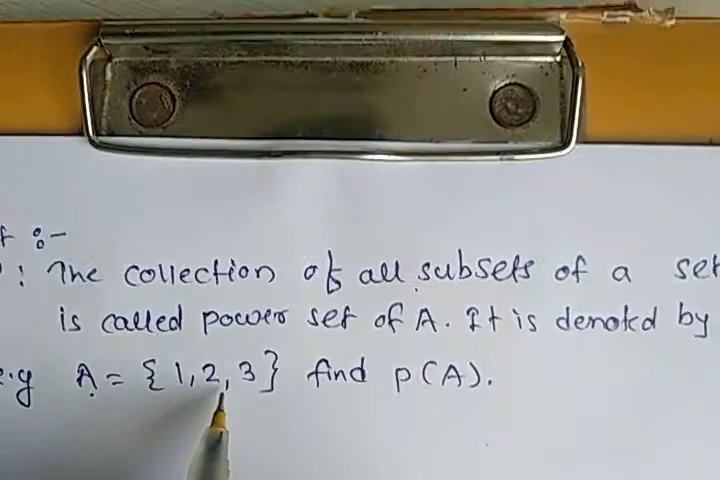 : The collection of all subsets of a set
is called power set of A. It is denoted by
e.g A = {1,2,3} find p(A).